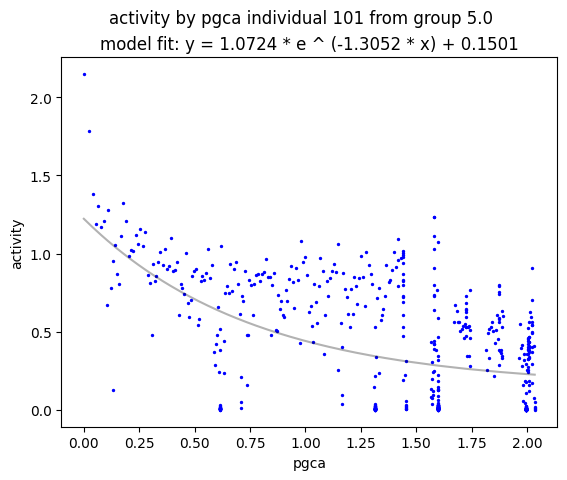 activity by pgca individual 101 from group 5.0
model fit: y = 1.0724 * e ^ (-1.3052 * x) + 0.1501
2.0
1.5
1.0
0.5
0.0
activity
0.00 0.25 0.50 0.75 1.00 1.25 1.50 1.75 2.00
pgca